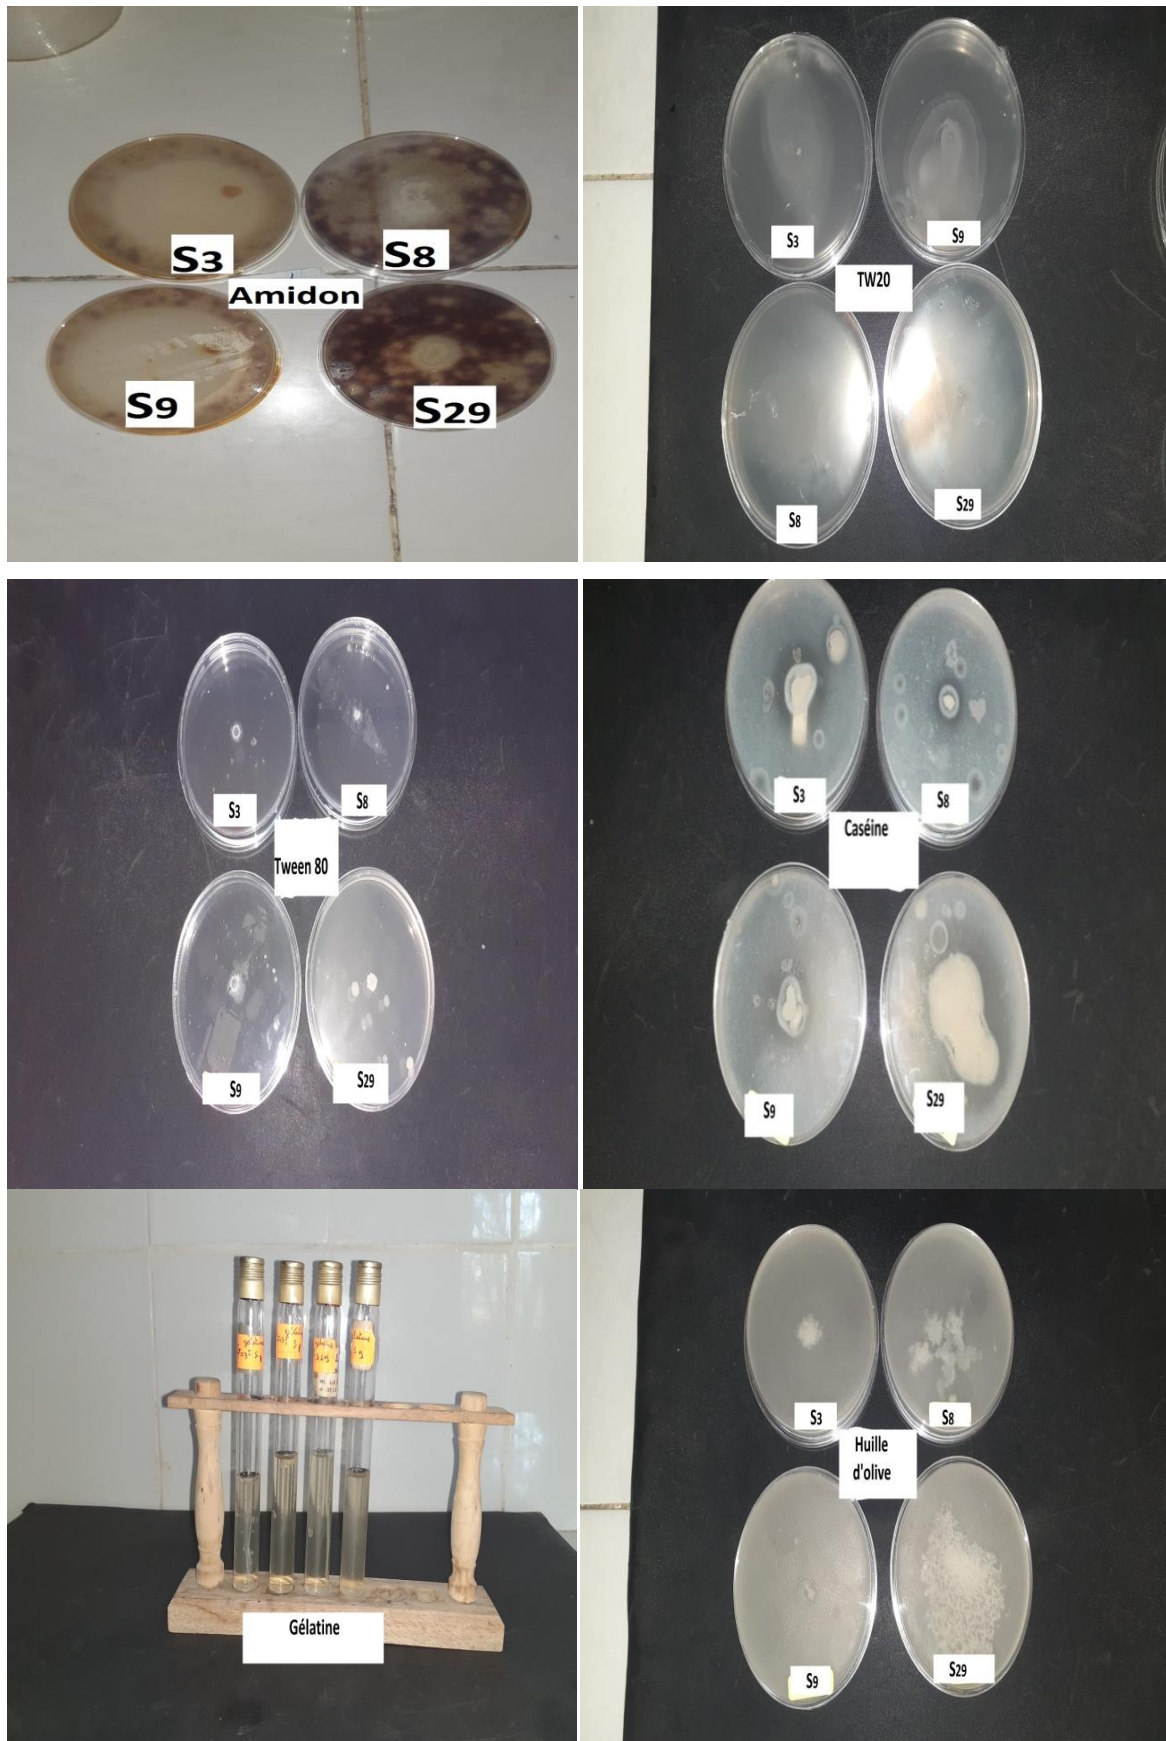 S3
S8
Amidon
S9
S29
S3
S9
TW20
S8
S29
S3
S8
Tween 80
S9
S29
S3
S8
Caséine
S9
S29
Gélatine
S3
S8
Huille
d'olive
S9
S29